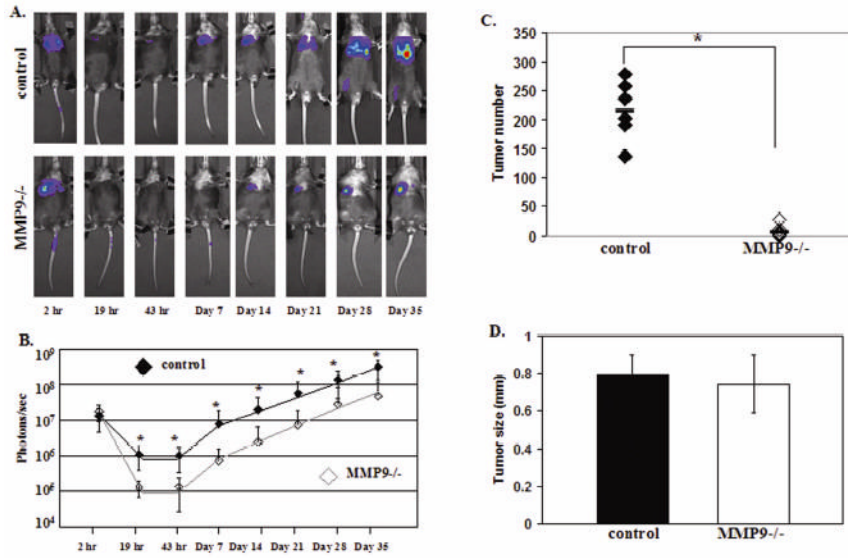 A.
control
MMP9-/-
2 hr 19 hr 43 hr Day 7 Day 14 Day 21 Day 28 Day 35
B.
10⁹
10⁸
10⁷
10⁶
10⁵
10⁴
Photons/sec
control
MMP9-/-
* * * * * * *
2 hr 19 hr 43 hr Day 7 Day 14 Day 21 Day 28 Day 35
C.
Tumor number
350
300
250
200
150
100
50
0
*
control MMP9-/-
D.
Tumor size (mm)
1
0.8
0.6
0.4
0.2
0
control MMP9-/-